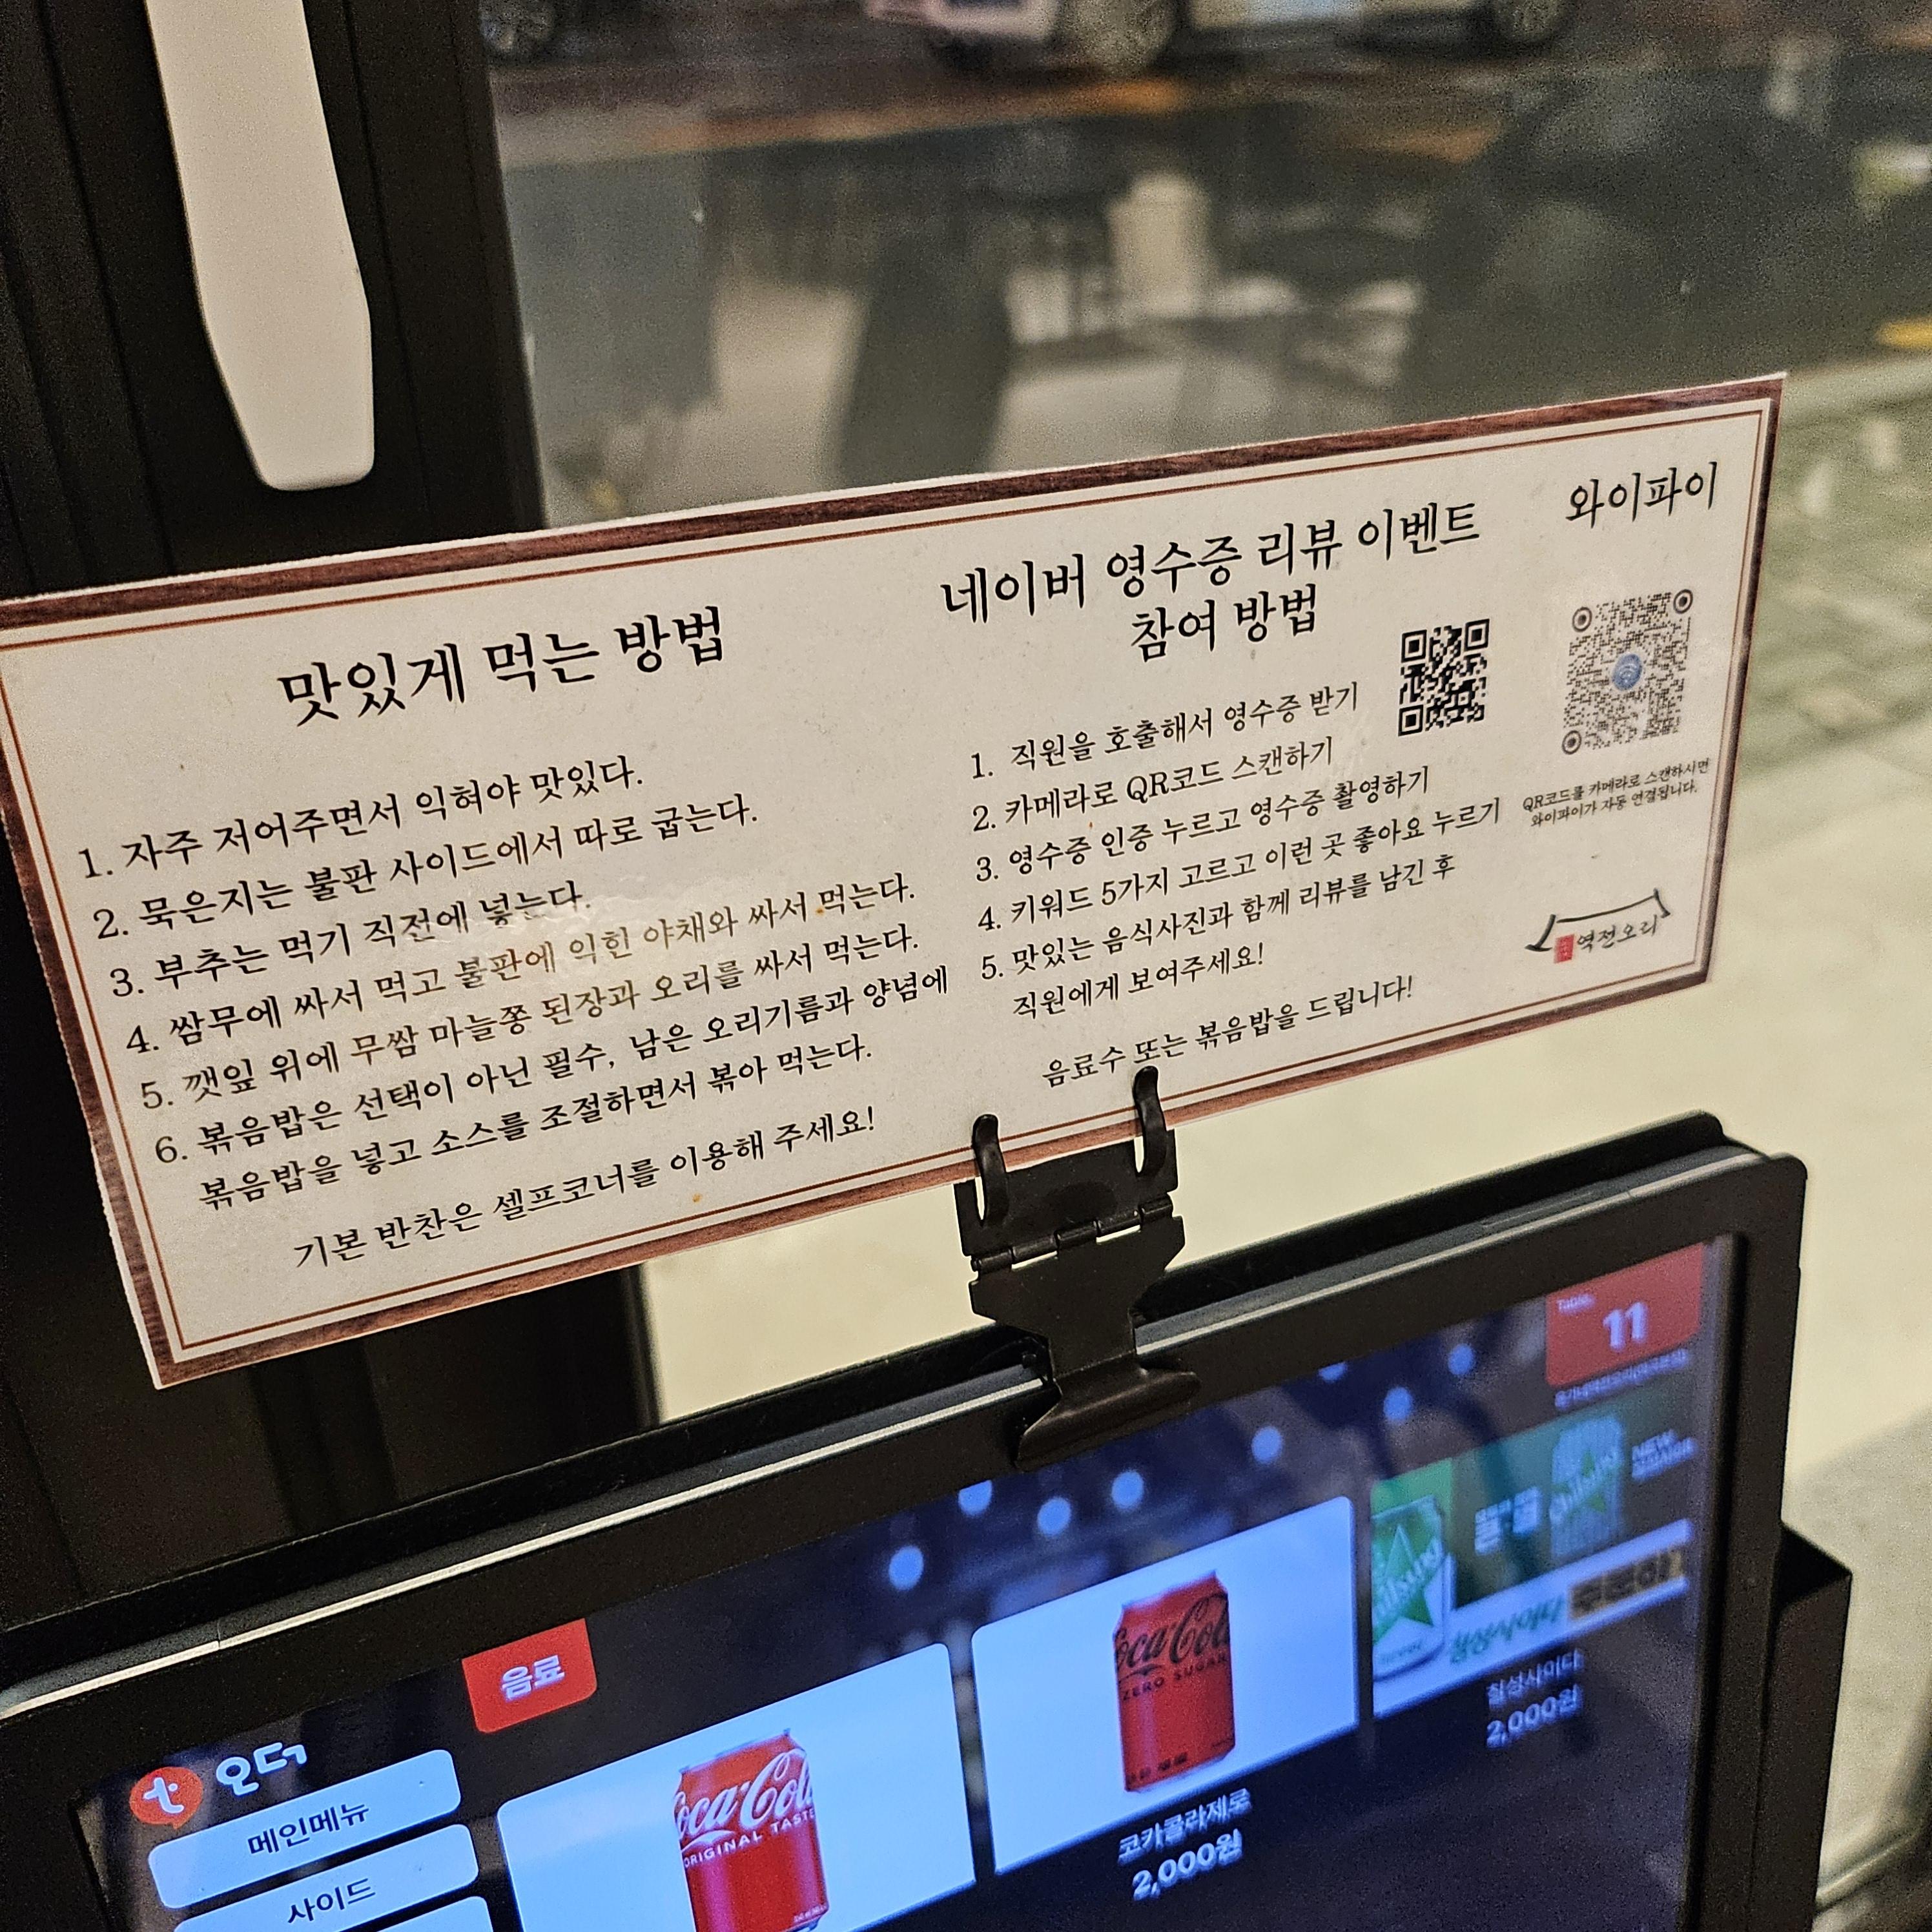 맛있게 먹는 방법
1. 자주 저어주면서 익혀야 맛있다.
2. 묵은지는 불판 사이드에서 따로 굽는다.
3. 부추는 먹기 직전에 넣는다.
4. 쌈무에 싸서 먹고 불판에 익힌 야채와 싸서 먹는다.
5. 깻잎 위에 무쌈 마늘쫑 된장과 오리를 싸서 먹는다.
6. 볶음밥은 선택이 아닌 필수, 남은 오리기름과 양념에
볶음밥을 넣고 소스를 조절하면서 볶아 먹는다.
기본 반찬은 셀프코너를 이용해 주세요!
네이버 영수증 리뷰 이벤트
참여 방법
1. 직원을 호출해서 영수증 받기
2. 카메라로 QR코드 스캔하기
3. 영수증 인증 누르고 영수증 촬영하기
4. 키워드 5가지 고르고 이런 곳 좋아요 누르기
5. 맛있는 음식사진과 함께 리뷰를 남긴 후
직원에게 보여주세요!
음료수 또는 볶음밥을 드립니다!
와이파이
QR코드를 카메라로 스캔하시면
와이파이가 자동 연결됩니다.
역전오리
Table
11
t 오더
음료
메인메뉴
사이드
Coca Cola
ORIGINAL TASTE
Coca Cola
ZERO SUGAR
코카콜라제로
2,000원
NEW
칠성사이다
칠성사이다
2,000원